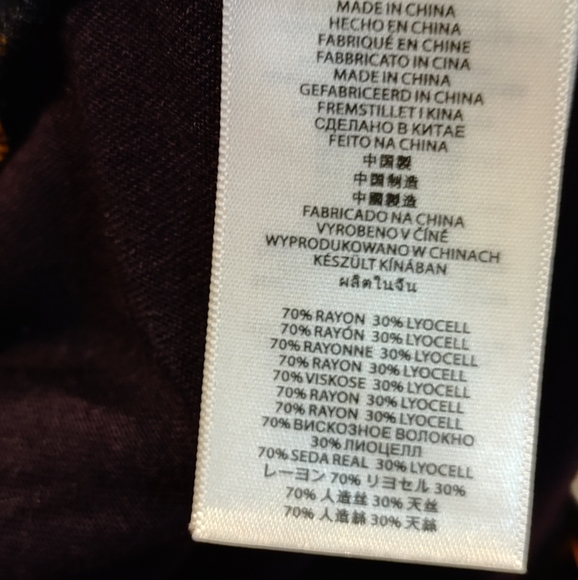 MADE IN CHINA
HECHO EN CHINA
FABRIQUÉ EN CHINE
FABBRICATO IN CINA
MADE IN CHINA
GEFABRICEERD IN CHINA
FREMSTILLET I KINA
СДЕЛАНО В КИТАЕ
FEITO NA CHINA
中国製
中国制造
中國製造
FABRICADO NA CHINA
VYROBENO V ČÍNĚ
WYPRODUKOWANO W CHINACH
KÉSZÜLT KÍNÁBAN
ผลิตในจีน
70% RAYON 30% LYOCELL
70% RAYÓN 30% LYOCELL
70% RAYONNE 30% LYOCELL
70% RAYON 30% LYOCELL
70% VISKOSE 30% LYOCELL
70% RAYON 30% LYOCELL
70% RAYON 30% LYOCELL
70% ВИСКОЗНОЕ ВОЛОКНО
30% ЛИОЦЕЛЛ
70% SEDA REAL 30% LYOCELL
レーヨン 70% リヨセル 30%
70% 人造丝 30% 天丝
70% 人造絲 30% 天絲